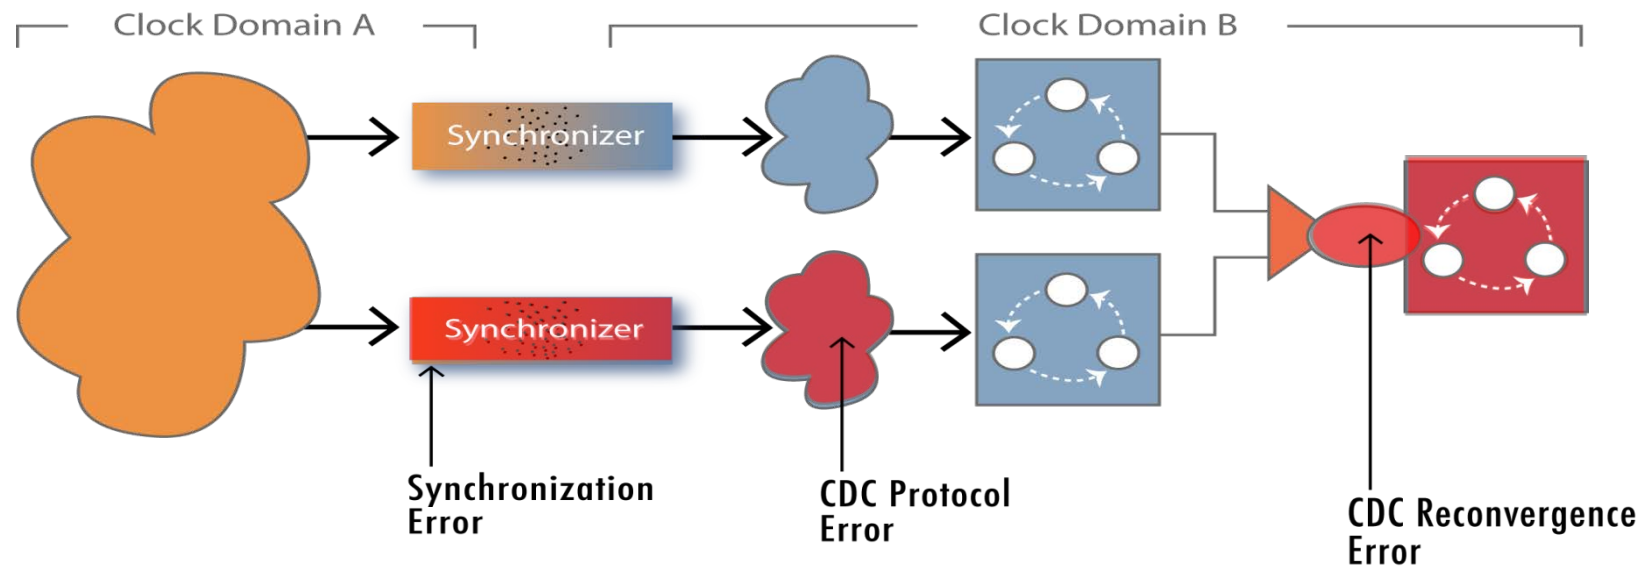 Clock Domain A
Clock Domain B
Synchronizer
Synchronizer
Synchronization
Error
CDC Protocol
Error
CDC Reconvergence
Error